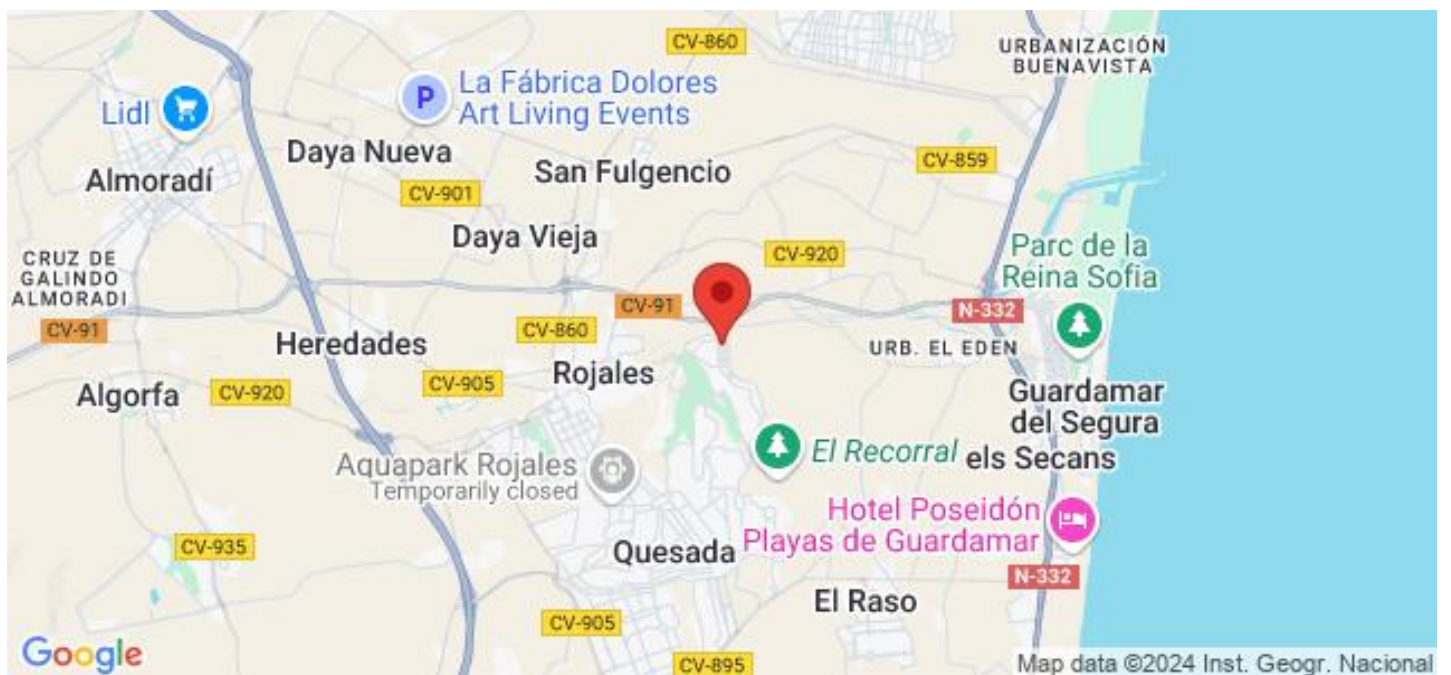 CV-860
URBANIZACIÓN
BUENAVISTA
La Fábrica Dolores
Art Living Events
P
Lidl
Daya Nueva
Almoradí
San Fulgencio
CV-859
CV-901
Daya Vieja
CV-920
Parc de la
Reina Sofia
CRUZ DE
GALINDO
ALMORADI
CV-91
N-332
CV-91
CV-860
Heredades
URB. EL EDEN
Rojales
CV-905
Algorfa
CV-920
Guardamar
del Segura
El Recorral
els Secans
Aquapark Rojales
Temporarily closed
Hotel Poseidón
Playas de Guardamar
CV-935
Quesada
N-332
El Raso
CV-905
Google
CV-895
Map data ©2024 Inst. Geogr. Nacional